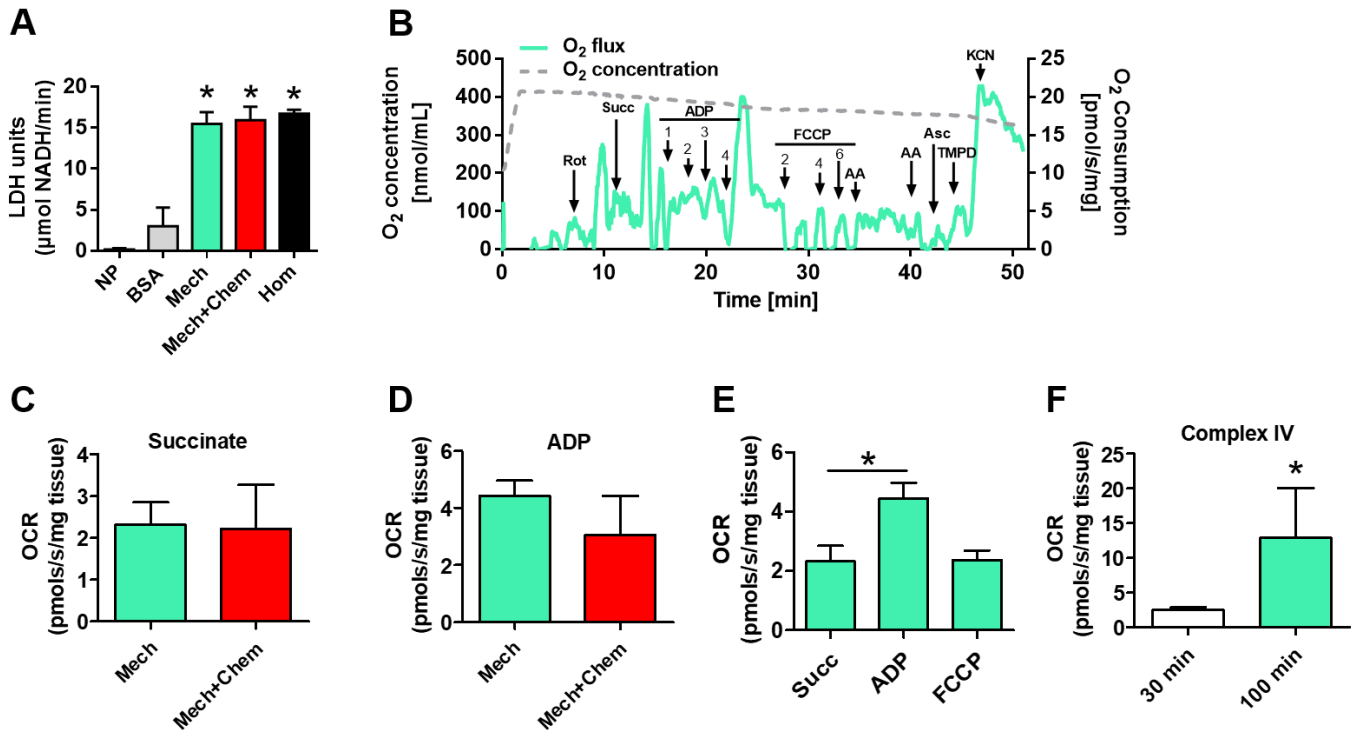 A
LDH units
(µmol NADH/min)
20
15
10
5
0
*
*
*
NP
BSA
Mech
Mech+Chem
Hom
B
O₂ flux
O₂ concentration
O₂ concentration
[nmol/mL]
500
400
300
200
100
0
Rot
Succ
ADP
1
2
3
4
FCCP
2
4
6
AA
AA
Asc
TMPD
KCN
25
20
15
10
5
0
O₂ Consumption
[pmol/s/mg]
0
10
20
30
40
50
Time [min]
C
Succinate
OCR
(pmols/s/mg tissue)
4
3
2
1
0
Mech
Mech+Chem
D
ADP
OCR
(pmols/s/mg tissue)
6
4
2
0
Mech
Mech+Chem
E
OCR
(pmols/s/mg tissue)
6
4
2
0
*
Succ
ADP
FCCP
F
Complex IV
OCR
(pmols/s/mg tissue)
25
20
15
10
5
0
*
30 min
100 min